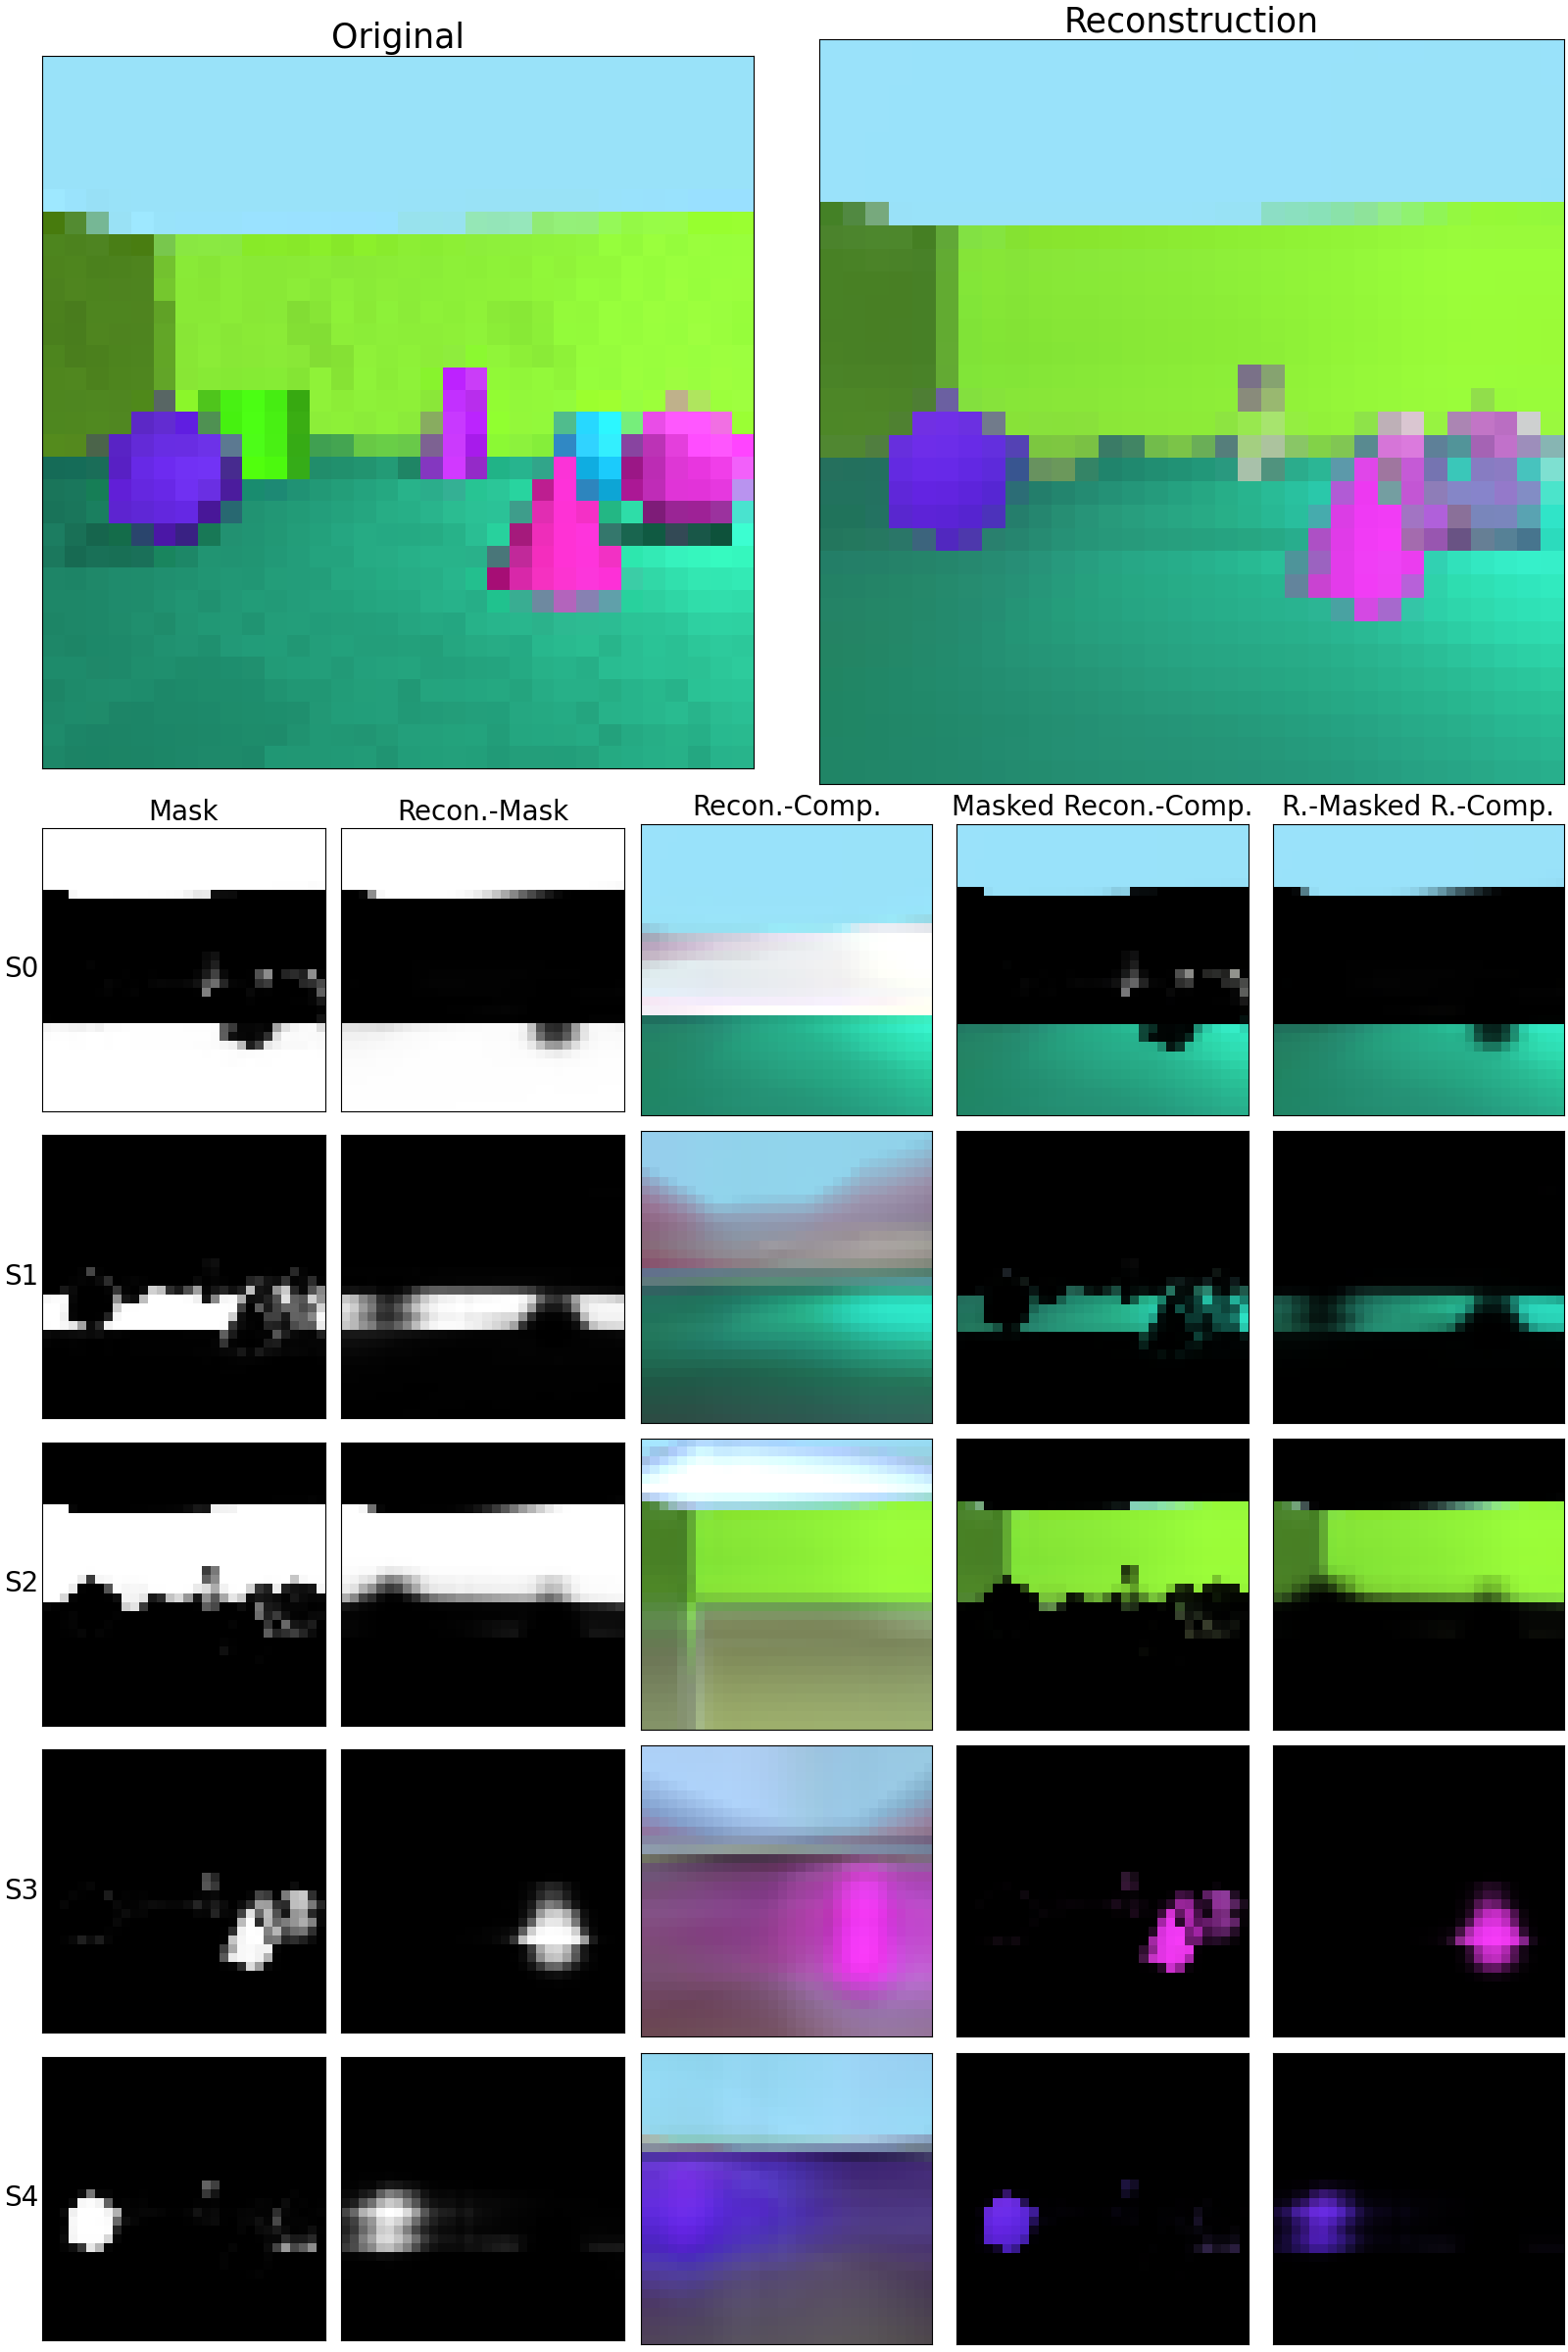 Original
Reconstruction
Mask
Recon.-Mask
Recon.-Comp.
Masked Recon.-Comp.
R.-Masked R.-Comp.
S0
S1
S2
S3
S4